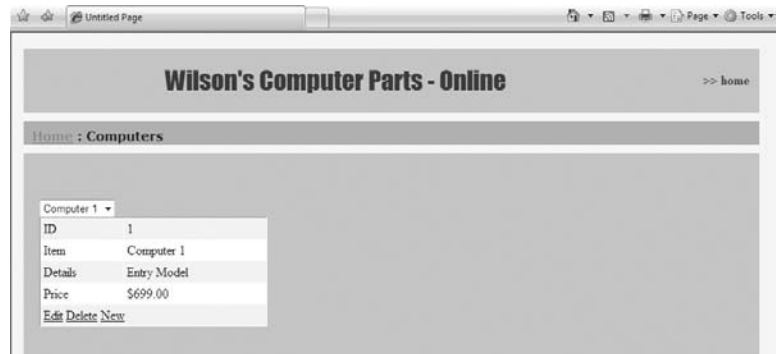 Untitled Page
Page
Tools
Wilson's Computer Parts - Online
>> home
Home : Computers
Computer 1
ID 1
Item Computer 1
Details Entry Model
Price $699.00
Edit Delete New